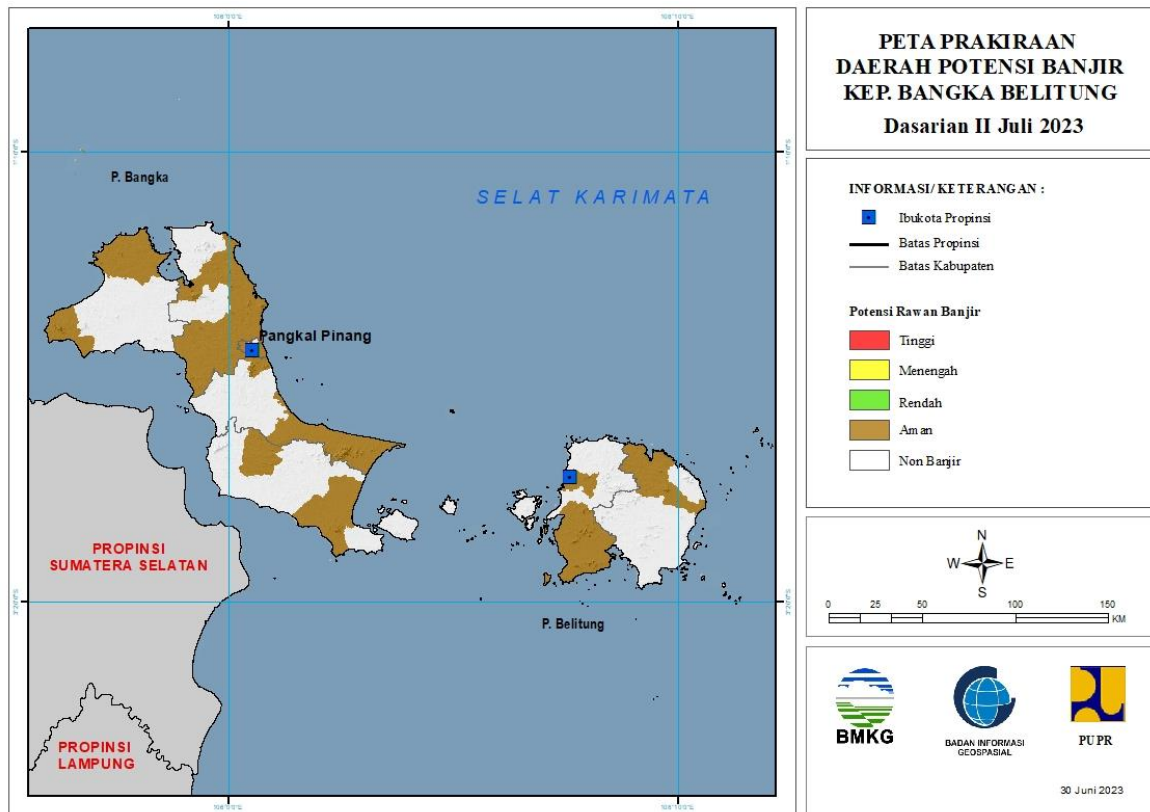 P. Bangka
SELAT KARIMATA
Pangkal Pinang
PROPINSI
SUMATERA SELATAN
P. Belitung
PROPINSI
LAMPUNG
PETA PRAKIRAAN
DAERAH POTENSI BANJIR
KEP. BANGKA BELITUNG
Dasarian II Juli 2023
INFORMASI/ KETERANGAN :
Ibukota Propinsi
Batas Propinsi
Batas Kabupaten
Potensi Rawan Banjir
Tinggi
Menengah
Rendah
Aman
Non Banjir
N
W E
S
0 25 50 100 150
KM
BMKG
BADAN INFORMASI
GEOSPASIAL
PUPR
30 Juni 2023